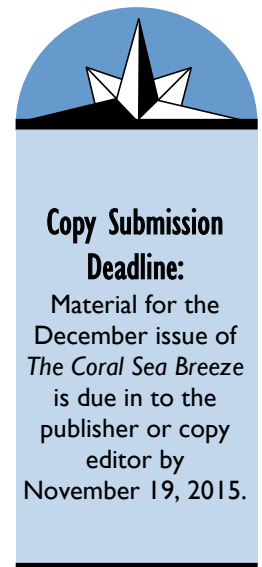 Copy Submission
Deadline:
Material for the
December issue of
The Coral Sea Breeze
is due in to the
publisher or copy
editor by
November 19, 2015.